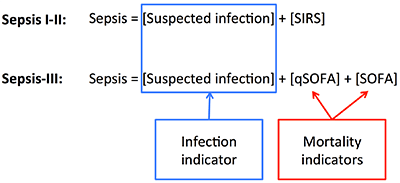 Sepsis I-II: Sepsis = [Suspected infection] + [SIRS]
Sepsis-III: Sepsis = [Suspected infection] + [qSOFA] + [SOFA]
Infection
indicator
Mortality
indicators